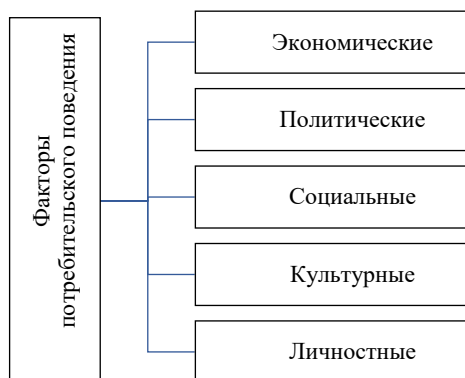 Факторы
потребительского поведения
Экономические
Политические
Социальные
Культурные
Личностные